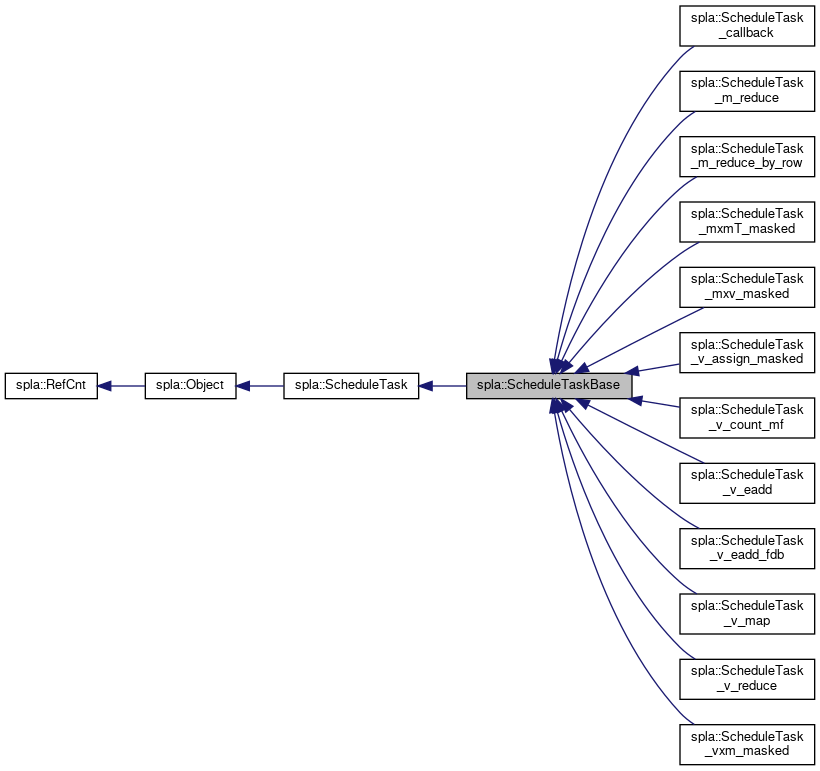 spla::RefCnt
spla::Object
spla::ScheduleTask
spla::ScheduleTaskBase
spla::ScheduleTask
_callback
spla::ScheduleTask
_m_reduce
spla::ScheduleTask
_m_reduce_by_row
spla::ScheduleTask
_mxmT_masked
spla::ScheduleTask
_mxv_masked
spla::ScheduleTask
_v_assign_masked
spla::ScheduleTask
_v_count_mf
spla::ScheduleTask
_v_eadd
spla::ScheduleTask
_v_eadd_fdb
spla::ScheduleTask
_v_map
spla::ScheduleTask
_v_reduce
spla::ScheduleTask
_vxm_masked